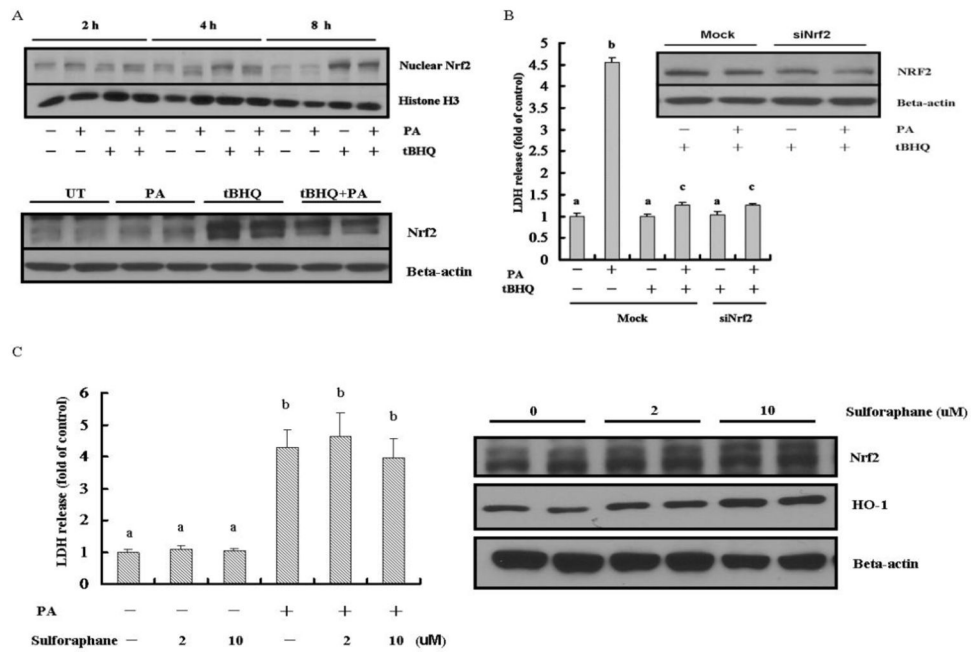 A
2 h 4 h 8 h
Nuclear Nrf2
Histone H3
− + − + − + − + − + − + PA
− − + + − − + + − − + + tBHQ
UT PA tBHQ tBHQ+PA
Nrf2
Beta-actin
B
LDH release (fold of control)
5
4.5
4
3.5
3
2.5
2
1.5
1
0.5
0
a b a c a c
PA − + − + − +
tBHQ − − + + + +
Mock siNrf2
Mock siNrf2
NRF2
Beta-actin
− + − + PA
+ + + + tBHQ
C
LDH release (fold of control)
6
5
4
3
2
1
0
a a a b b b
PA − − − + + +
Sulforaphane − 2 10 − 2 10 (uM)
0 2 10 Sulforaphane (uM)
Nrf2
HO-1
Beta-actin